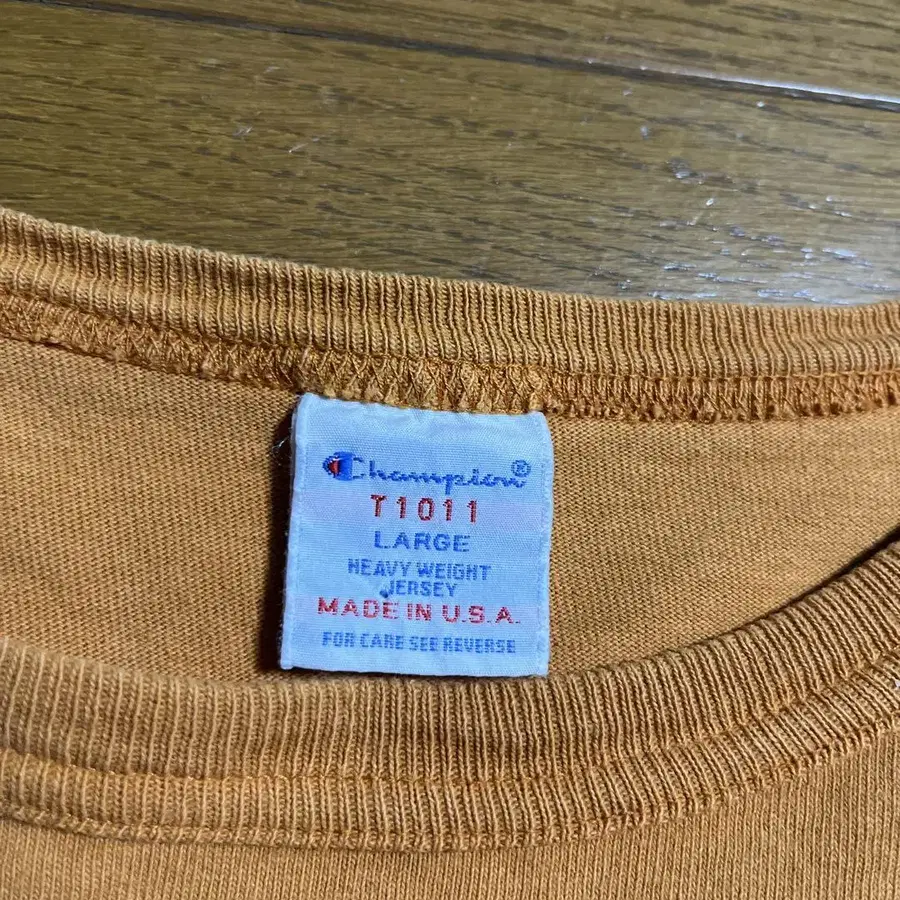 Champion®
T1011
LARGE
HEAVY WEIGHT
JERSEY
MADE IN U.S.A.
FOR CARE SEE REVERSE